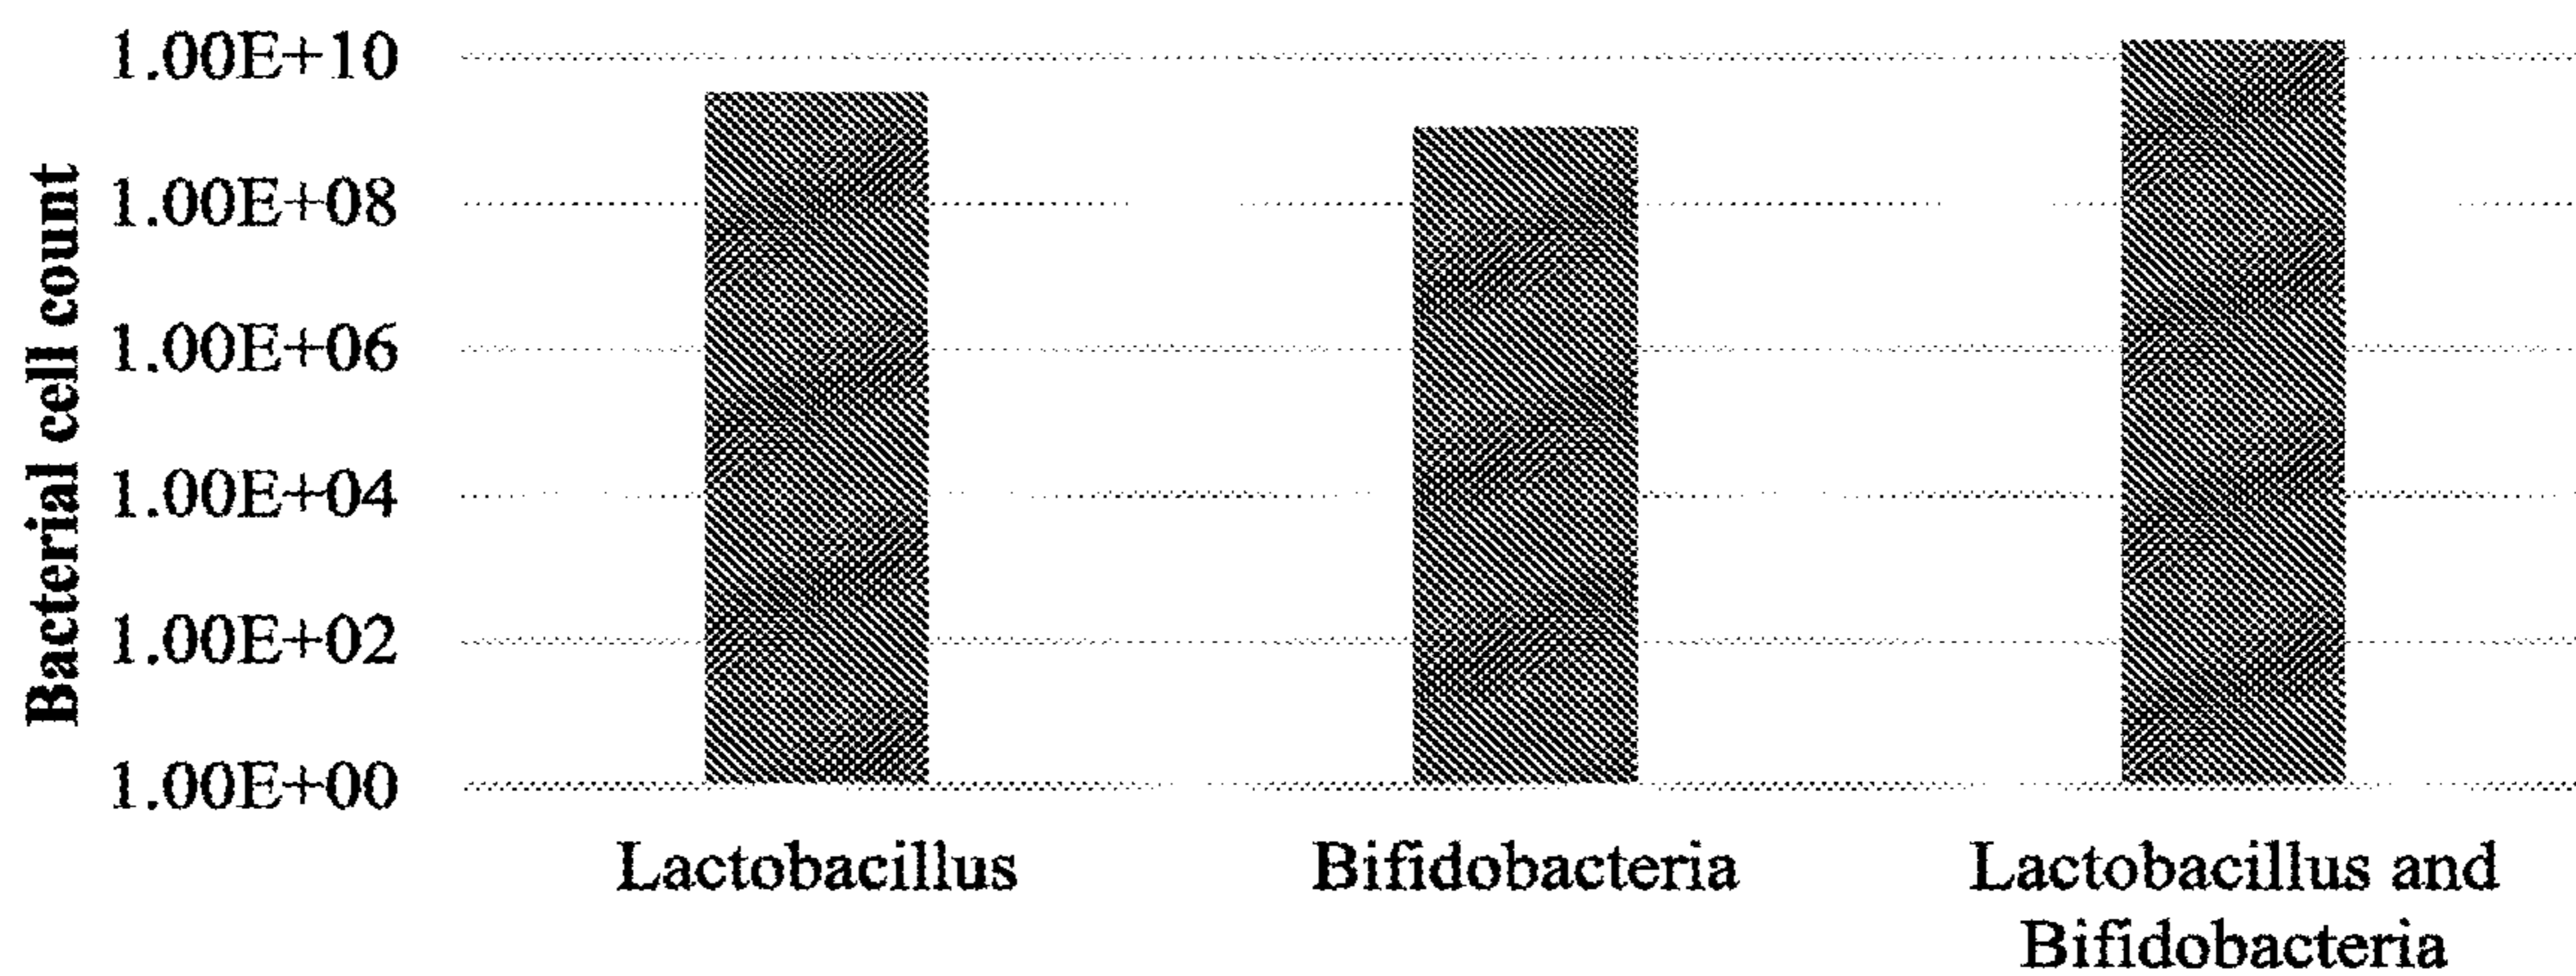 Bacterial cell count
1.00E+10
1.00E+08
1.00E+06
1.00E+04
1.00E+02
1.00E+00
Lactobacillus
Bifidobacteria
Lactobacillus and
Bifidobacteria